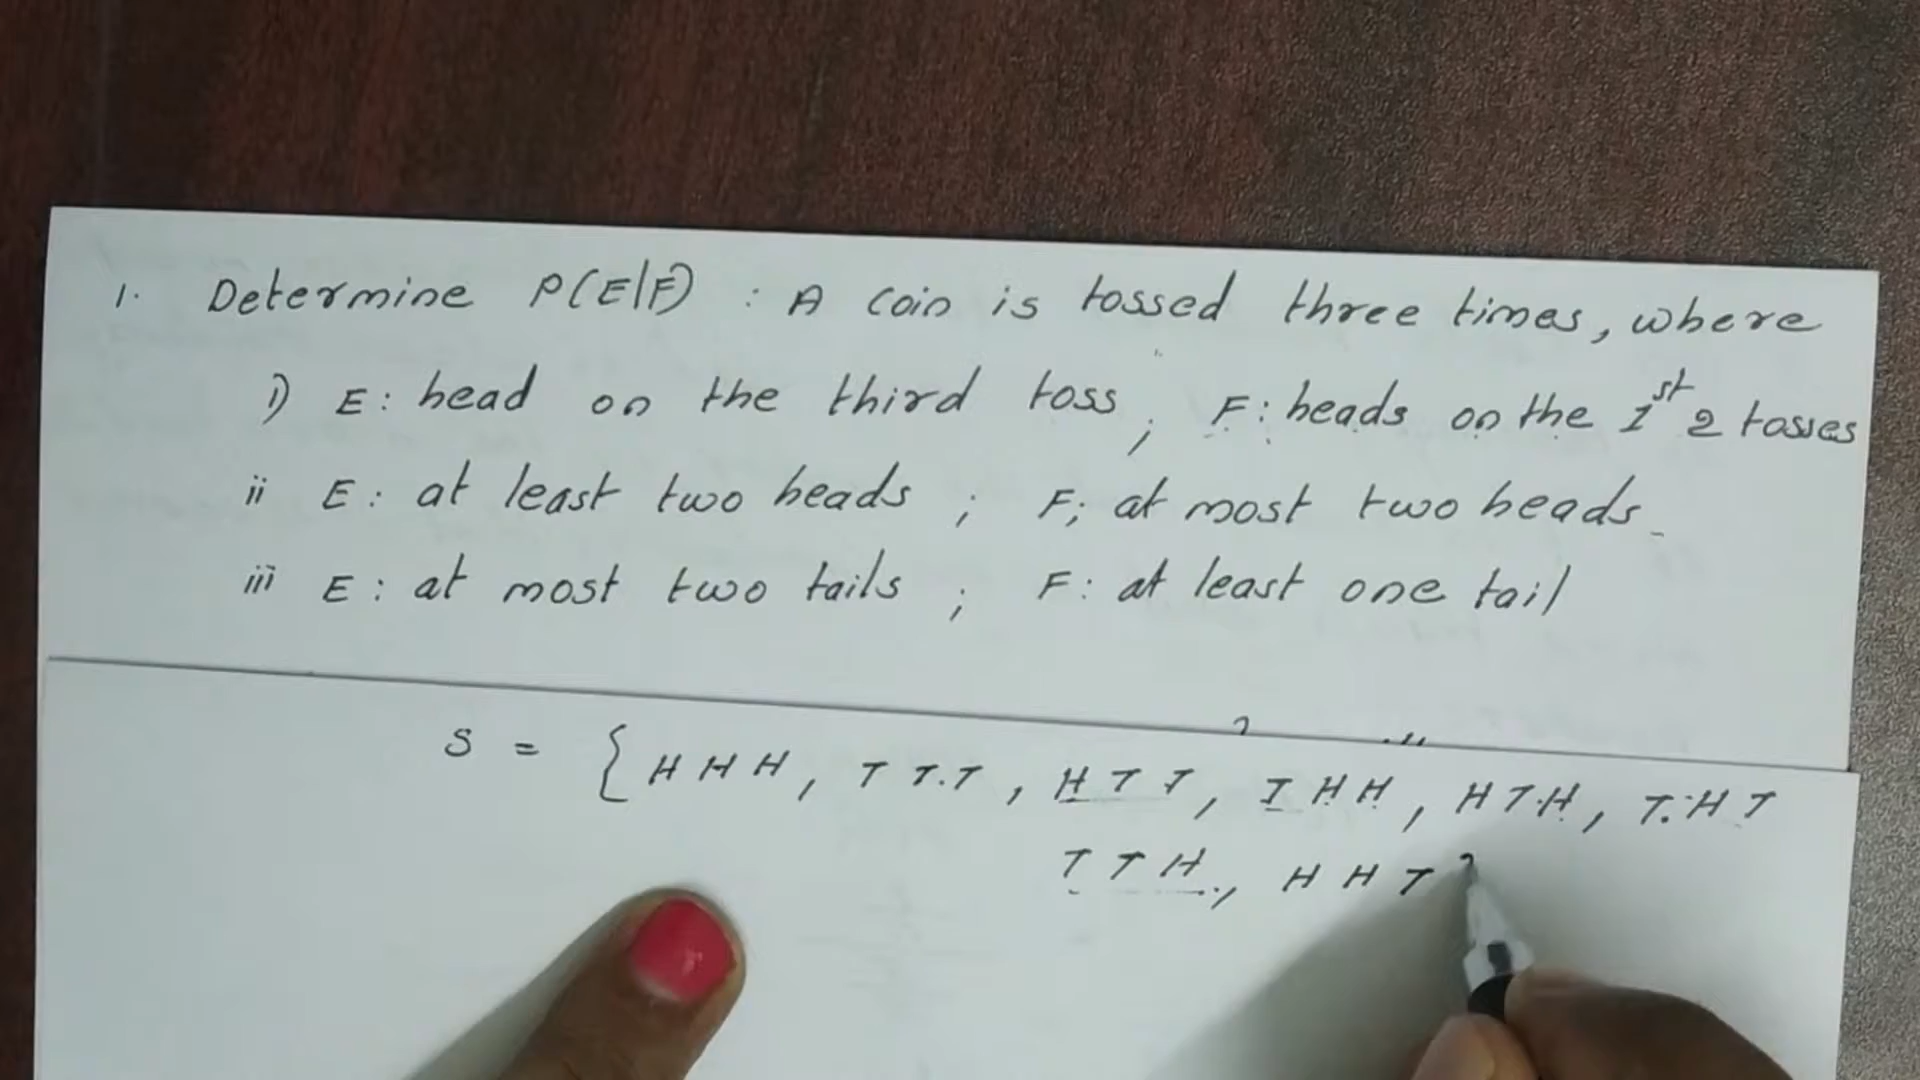 1. Determine P(E|F) : A coin is tossed three times, where
i) E: head on the third toss ; F: heads on the 1st 2 tosses
ii E: at least two heads ; F; at most two heads
iii E: at most two tails ; F: at least one tail
S = { HHH, TTT, HTT, THH, HTH, THT
TTH, HHT